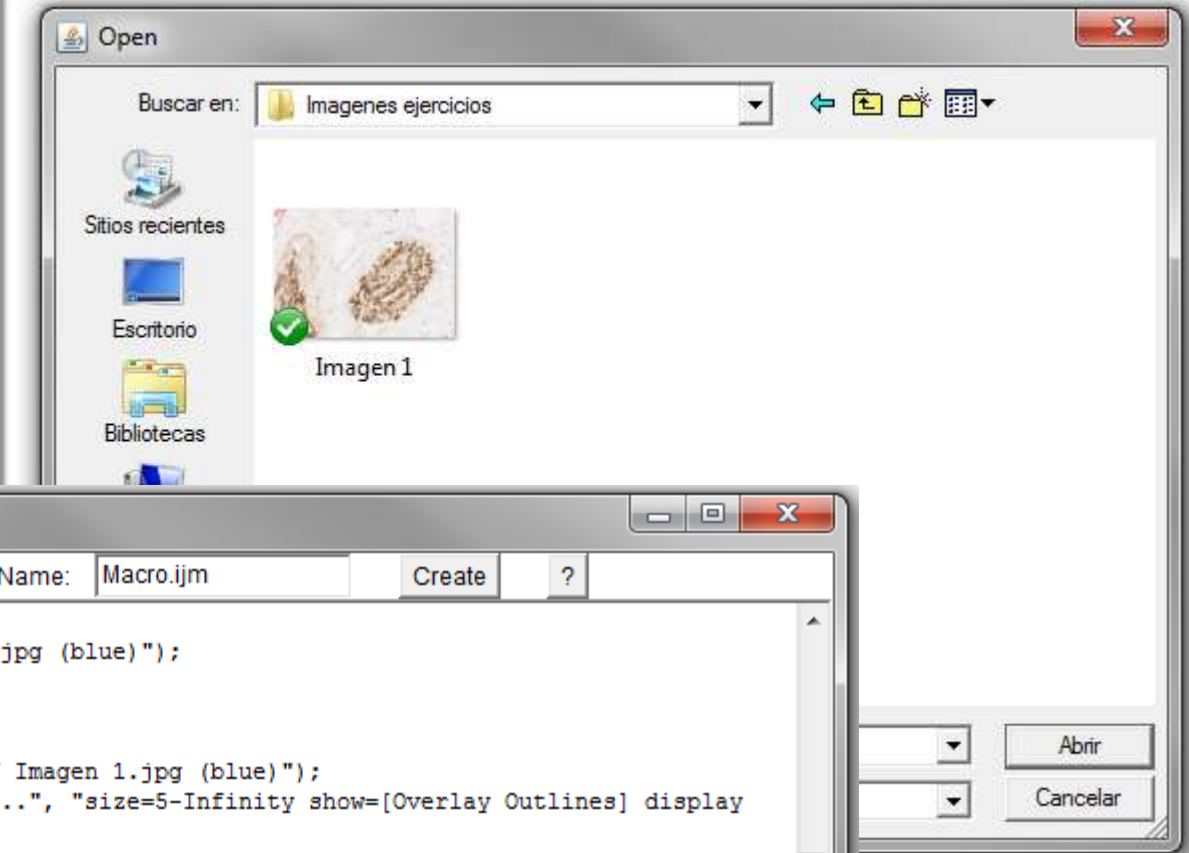 Open
Buscar en:
Imagenes ejercicios
Sitios recientes
Escritorio
Bibliotecas
Imagen 1
Name: Macro.ijm Create ?
jpg (blue)");
Imagen 1.jpg (blue)");
..", "size=5-Infinity show=[Overlay Outlines] display
Abrir
Cancelar